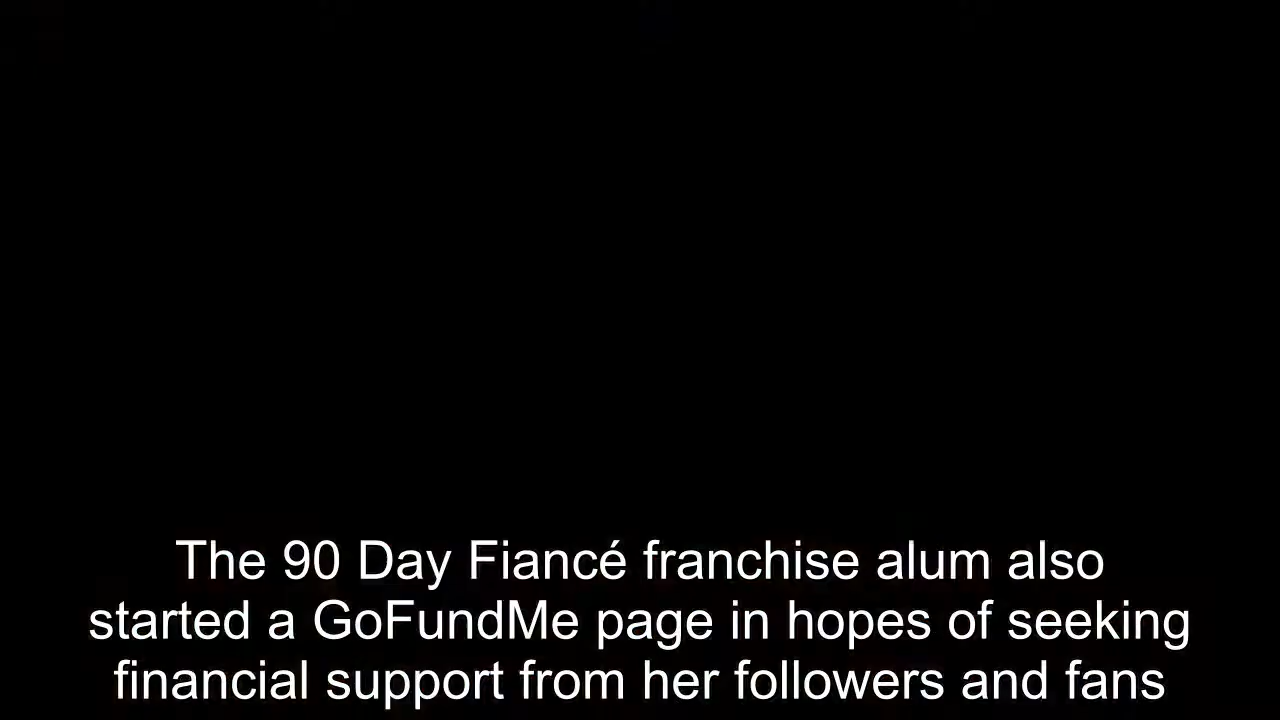 The 90 Day Fiancé franchise alum also
started a GoFundMe page in hopes of seeking
financial support from her followers and fans